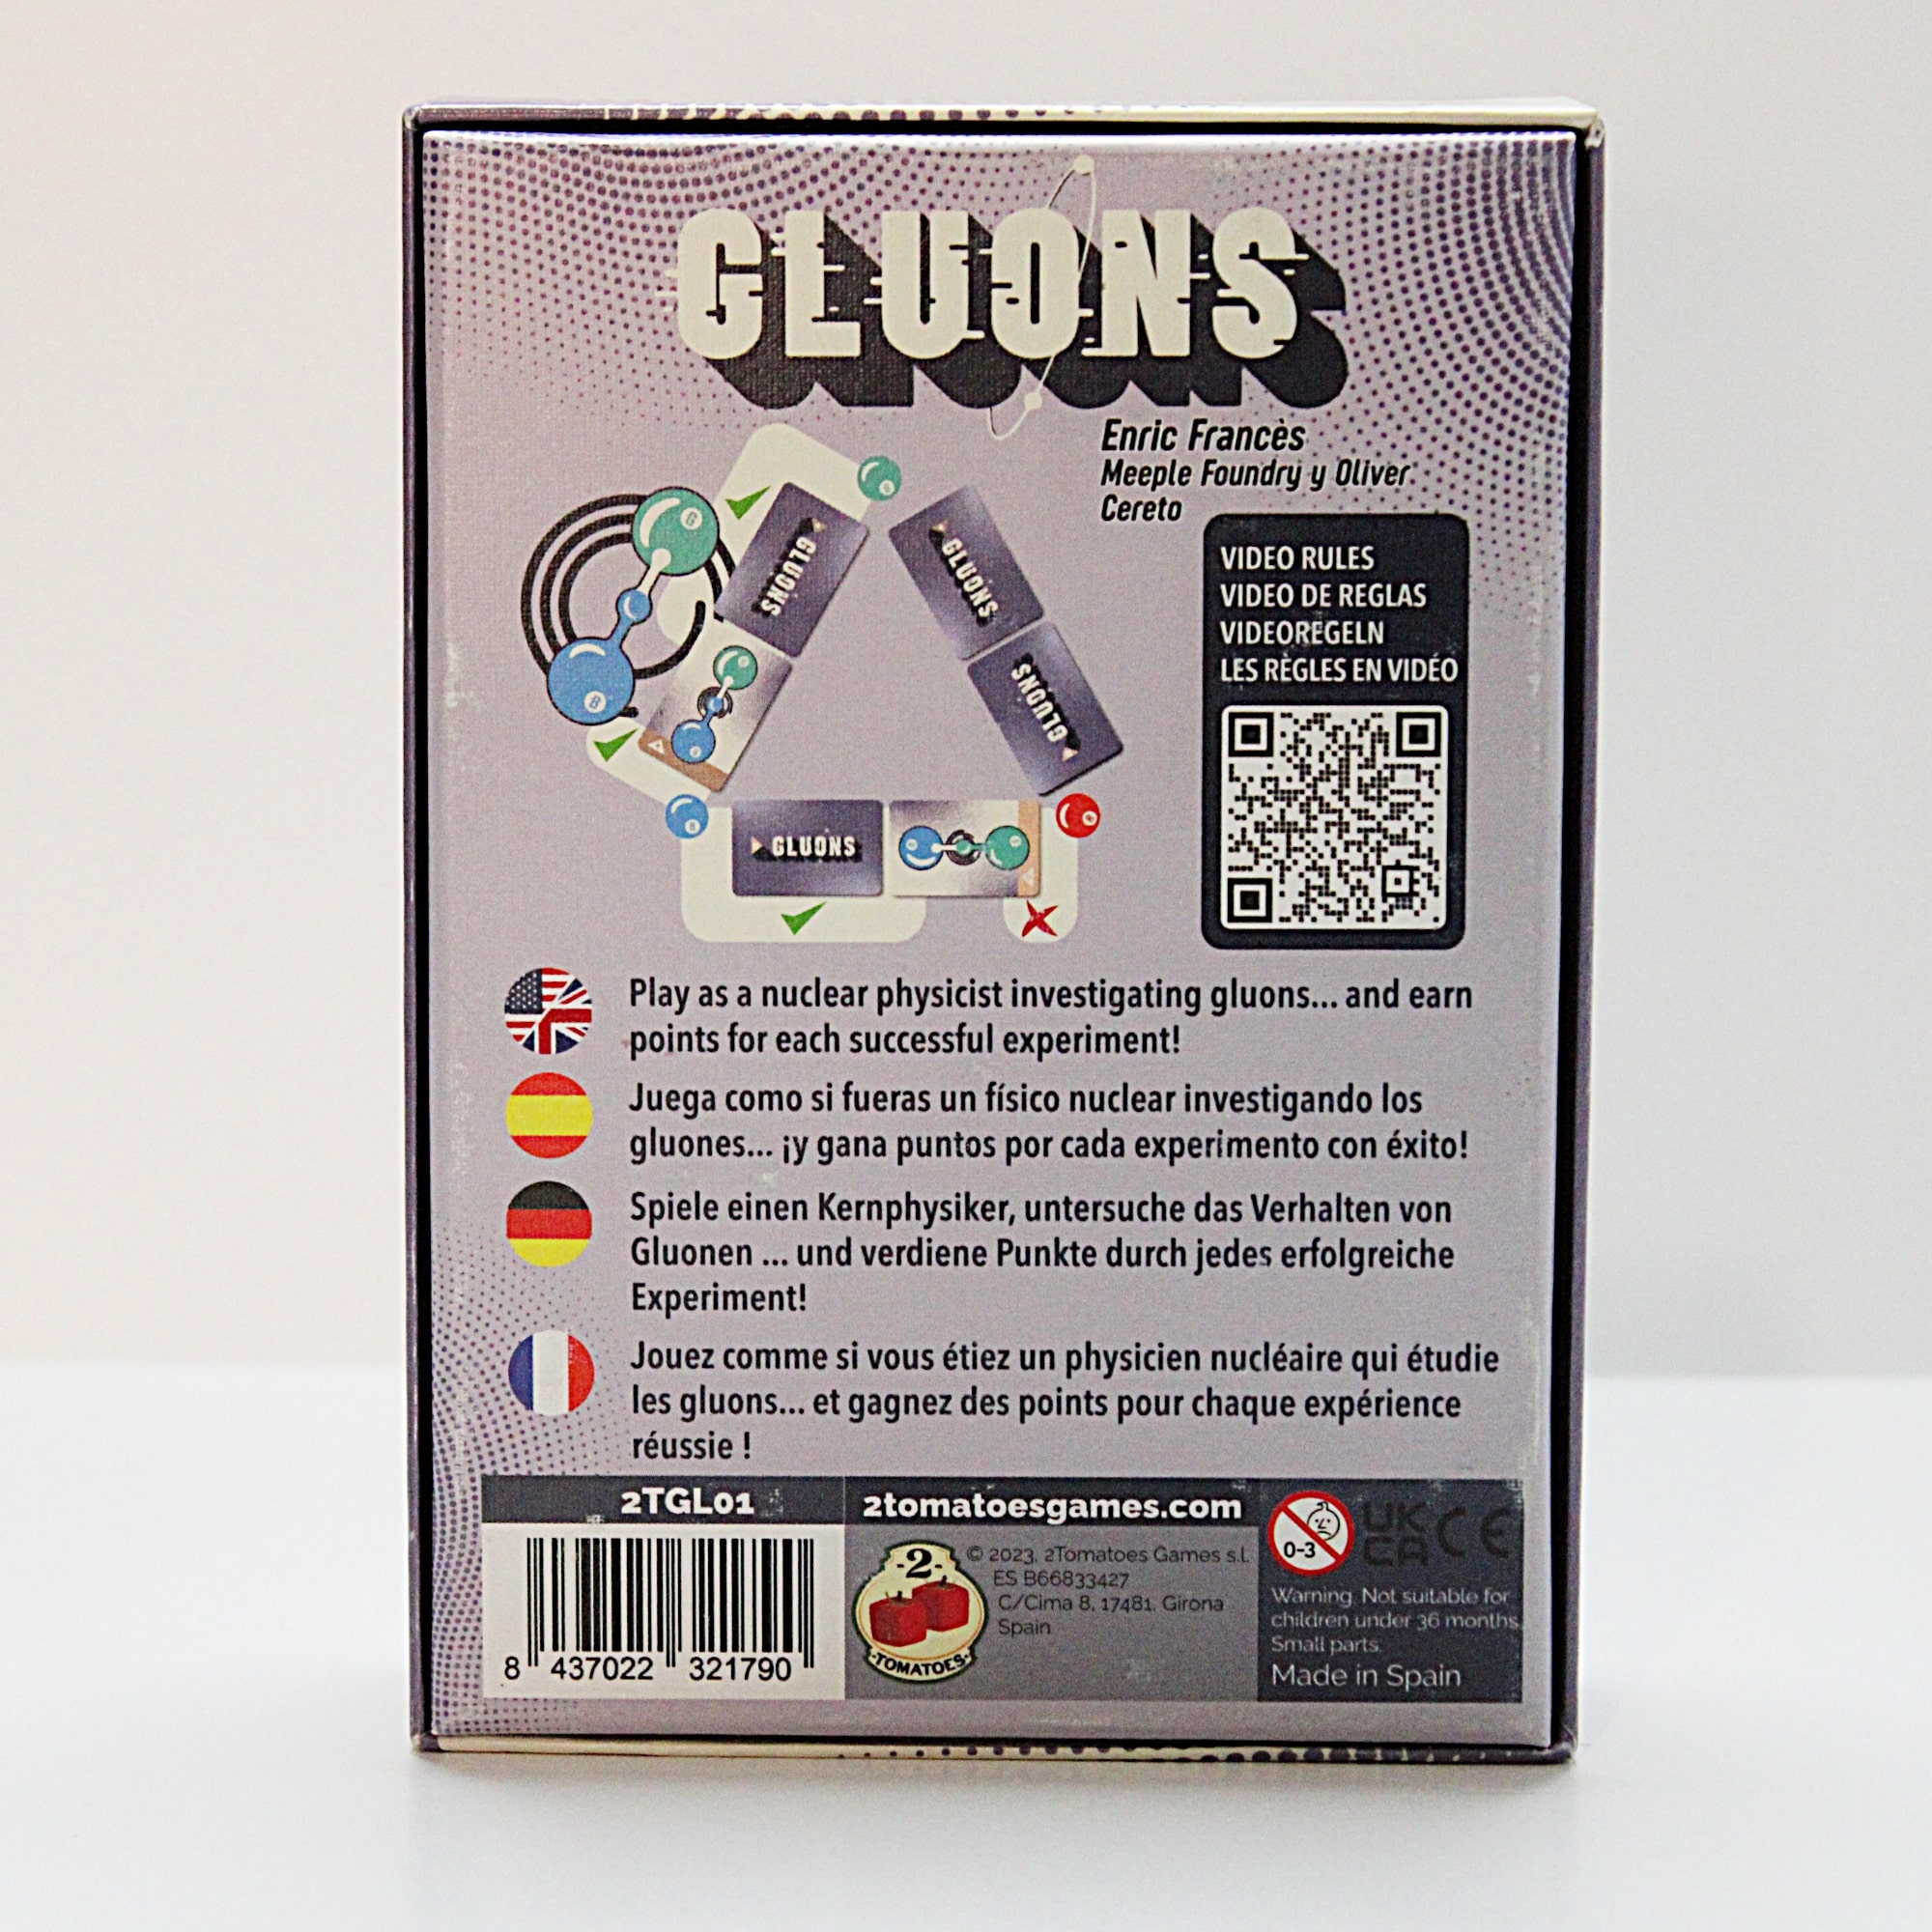 GLUONS
Enric Francès
Meeple Foundry y Oliver
Cereto
VIDEO RULES
VIDEO DE REGLAS
VIDEOREGELN
LES RÈGLES EN VIDÉO
G
B
GLUONS
GLUONS
GLUONS
GLUONS
Play as a nuclear physicist investigating gluons... and earn
points for each successful experiment!
Juega como si fueras un físico nuclear investigando los
gluones... ¡y gana puntos por cada experimento con éxito!
Spiele einen Kernphysiker, untersuche das Verhalten von
Gluonen ... und verdiene Punkte durch jedes erfolgreiche
Experiment!
Jouez comme si vous étiez un physicien nucléaire qui étudie
les gluons... et gagnez des points pour chaque expérience
réussie !
2TGL01
8 437022 321790
2tomatoesgames.com
-2-
·TOMATOES·
© 2023, 2Tomatoes Games s.l.
ES B66833427
C/Cima 8, 17481. Girona
Spain
0-3
UK
CA
CE
Warning. Not suitable for
children under 36 months
Small parts.
Made in Spain